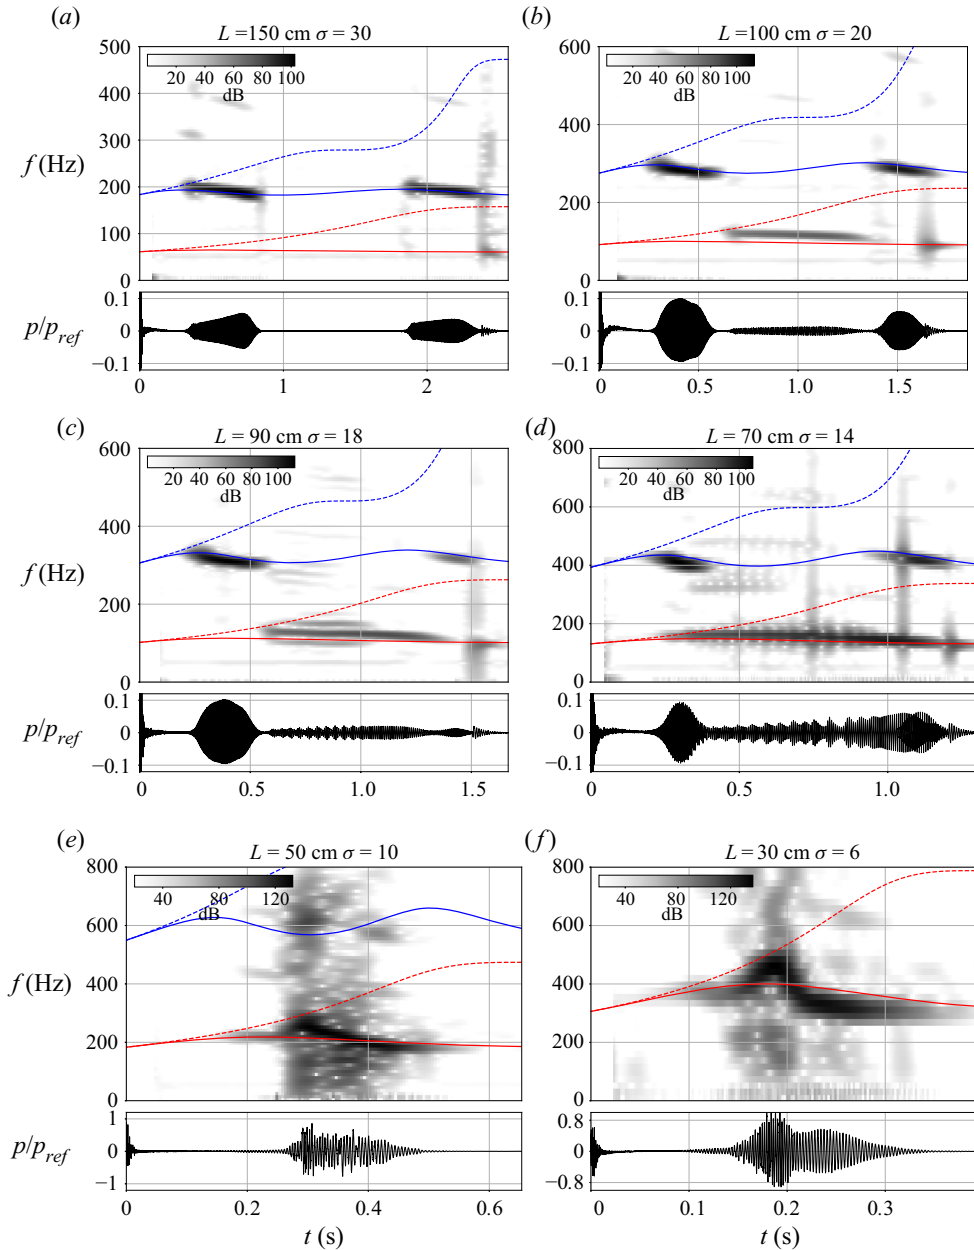 (a) (b)
L =150 cm σ = 30 L =100 cm σ = 20
500 600
20 40 60 80 100 20 40 60 80 100
dB dB
400
400
300
f (Hz)
200
200
100
0 0
0.1 0.1
p/p_ref 0 0
−0.1 −0.1
0 1 2 0 0.5 1.0 1.5
(c) (d)
L = 90 cm σ = 18 L = 70 cm σ = 14
600 800
20 40 60 80 100 20 40 60 80 100
dB dB
600
400
f (Hz) 400
200
200
0 0
0.1 0.1
p/p_ref 0 0
−0.1 −0.1
0 0.5 1.0 1.5 0 0.5 1.0
(e) (f)
L = 50 cm σ = 10 L = 30 cm σ = 6
800 800
40 80 120 40 80 120
dB dB
600 600
f (Hz) 400 400
200 200
0 0
1 0.8
p/p_ref 0 0
−1 −0.8
0 0.2 0.4 0.6 0 0.1 0.2 0.3
t (s) t (s)